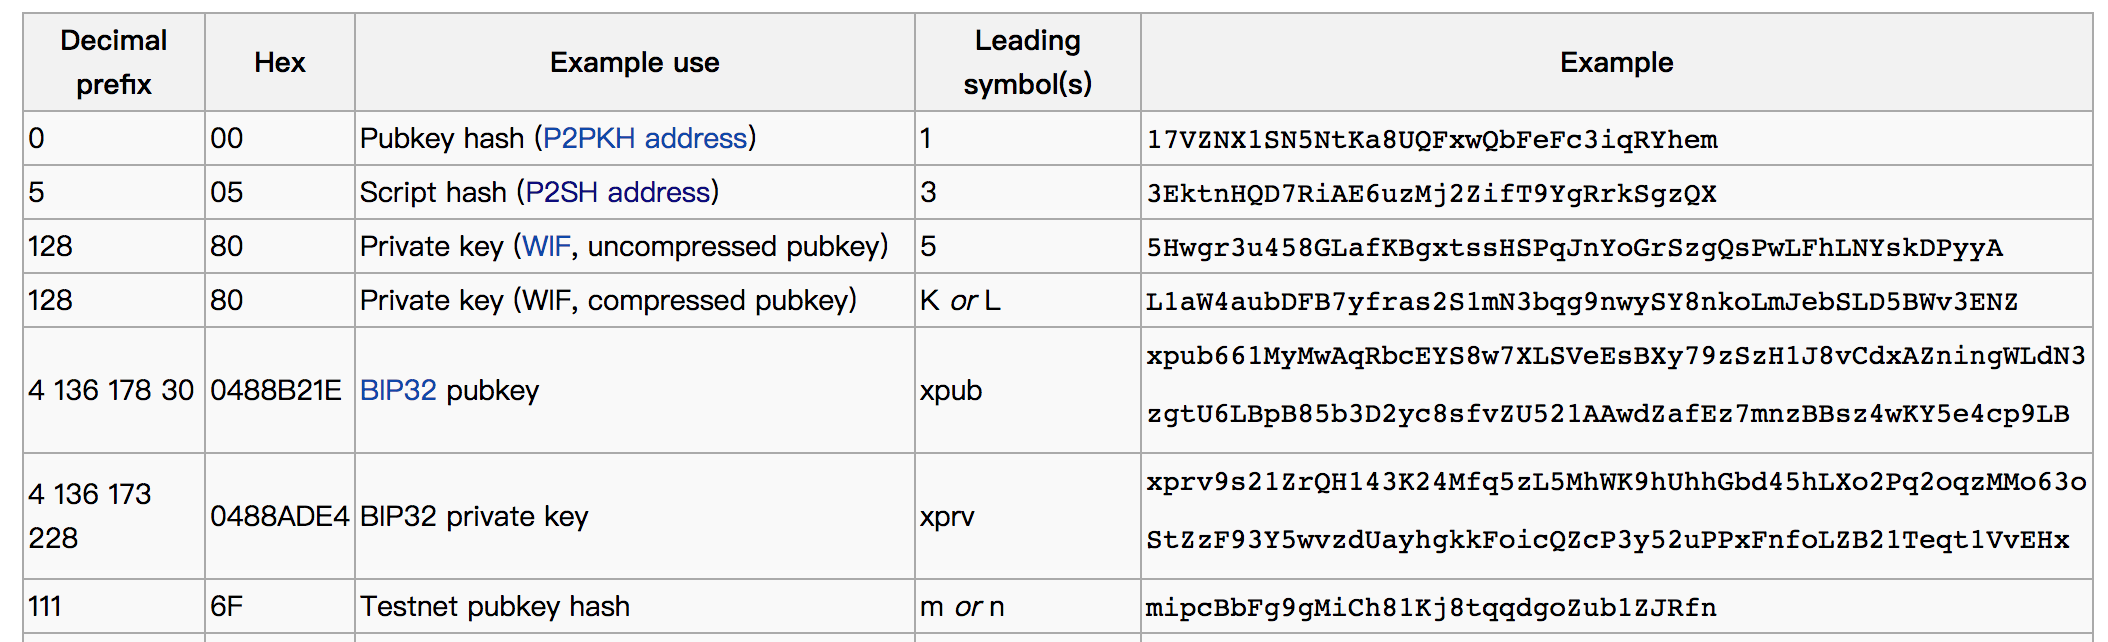 Decimal prefix Hex Example use Leading symbol(s) Example
0 00 Pubkey hash (P2PKH address) 1 17VZNX1SN5NtKa8UQFxwQbFeFc3iqRYhem
5 05 Script hash (P2SH address) 3 3EktnHQD7RiAE6uzMj2ZifT9YgRrkSgzQX
128 80 Private key (WIF, uncompressed pubkey) 5 5Hwgr3u458GLafKBgxtssHSPqJnYoGrSzgQsPwLFhLNYskDPyyA
128 80 Private key (WIF, compressed pubkey) K or L L1aW4aubDFB7yfras2S1mN3bqg9nwySY8nkoLmJebSLD5BWv3ENZ
4 136 178 30 0488B21E BIP32 pubkey xpub xpub661MyMwAqRbcEYS8w7XLSVeEsBXy79zSzH1J8vCdxAZningWLdN3
zgtU6LBpB85b3D2yc8sfvZU521AAwdZafEz7mnzBBsz4wKY5e4cp9LB
4 136 173 228 0488ADE4 BIP32 private key xprv xprv9s21ZrQH143K24Mfq5zL5MhWK9hUhhGbd45hLXo2Pq2oqzMMo63o
StZzF93Y5wvzdUayhgkkFoicQZcP3y52uPPxFnfoLZB21Teqt1VvEHx
111 6F Testnet pubkey hash m or n mipcBbFg9gMiCh81Kj8tqqdgoZub1ZJRfn